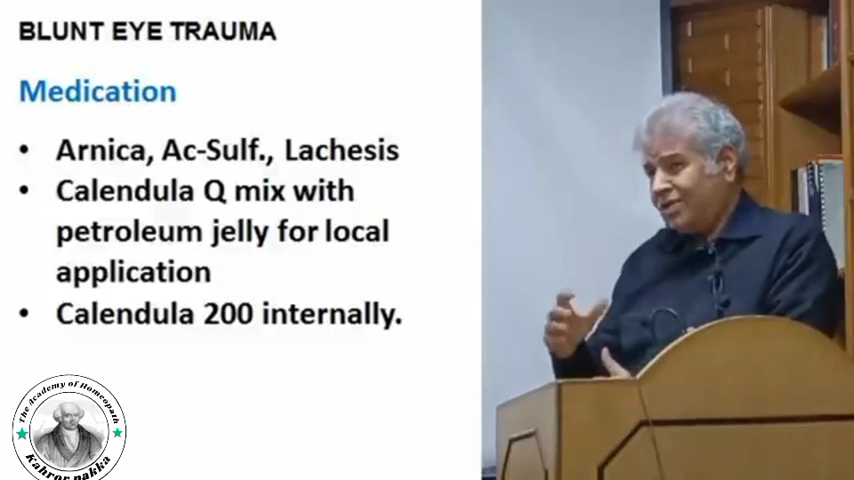 BLUNT EYE TRAUMA
Medication
• Arnica, Ac-Sulf., Lachesis
• Calendula Q mix with
petroleum jelly for local
application
• Calendula 200 internally.
The Academy of Homeopath
Kahror pakka